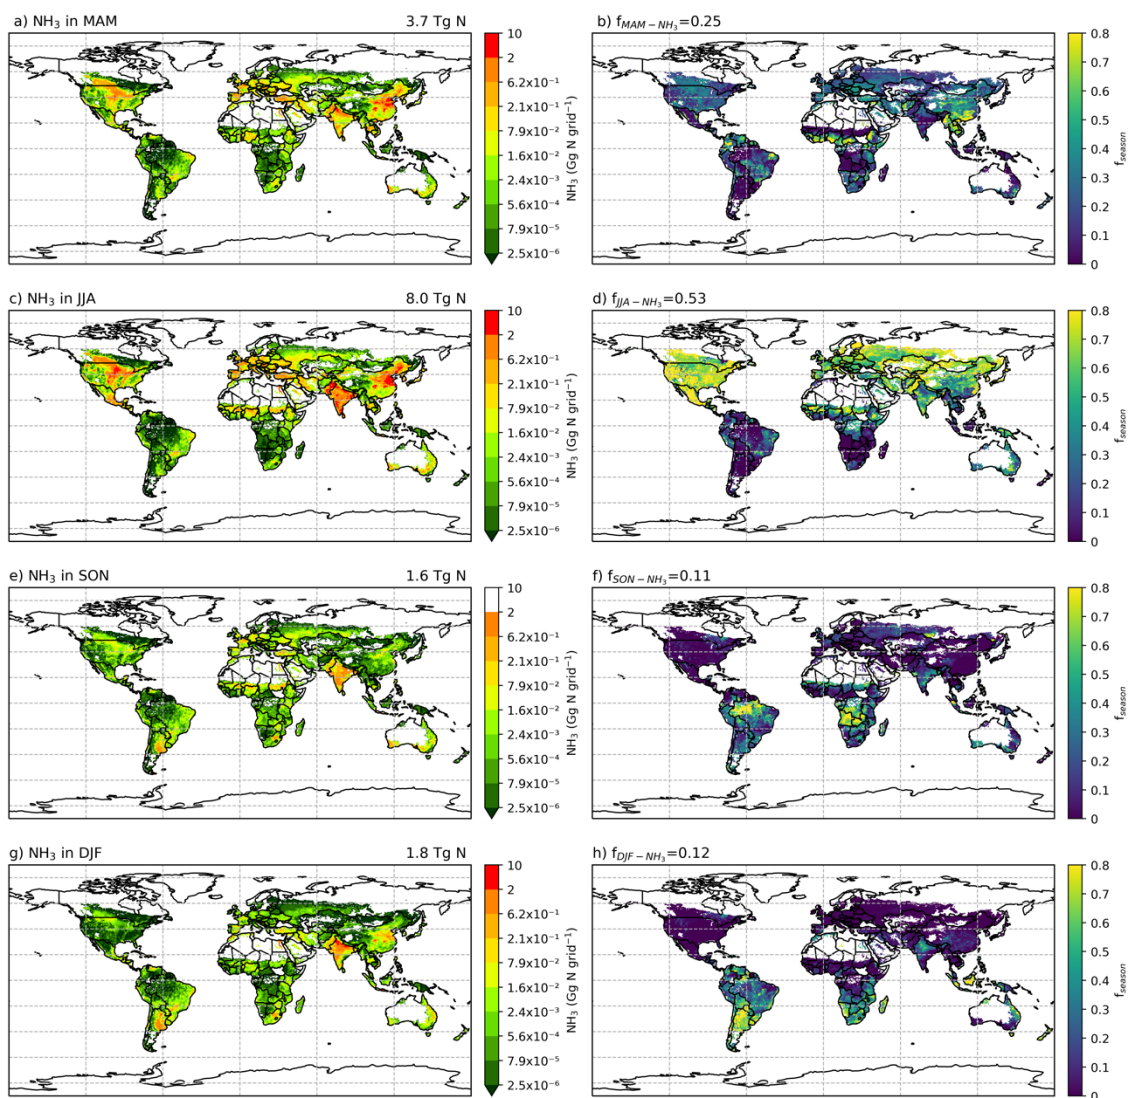 a) NH₃ in MAM 3.7 Tg N
10
2
6.2x10⁻¹
2.1x10⁻¹
7.9x10⁻²
1.6x10⁻²
2.4x10⁻³
5.6x10⁻⁴
7.9x10⁻⁵
2.5x10⁻⁶
NH₃ (Gg N grid⁻¹)
b) f_MAM−NH₃=0.25
0.8
0.7
0.6
0.5
0.4
0.3
0.2
0.1
0
f_season
c) NH₃ in JJA 8.0 Tg N
10
2
6.2x10⁻¹
2.1x10⁻¹
7.9x10⁻²
1.6x10⁻²
2.4x10⁻³
5.6x10⁻⁴
7.9x10⁻⁵
2.5x10⁻⁶
NH₃ (Gg N grid⁻¹)
d) f_JJA−NH₃=0.53
0.8
0.7
0.6
0.5
0.4
0.3
0.2
0.1
0
f_season
e) NH₃ in SON 1.6 Tg N
10
2
6.2x10⁻¹
2.1x10⁻¹
7.9x10⁻²
1.6x10⁻²
2.4x10⁻³
5.6x10⁻⁴
7.9x10⁻⁵
2.5x10⁻⁶
NH₃ (Gg N grid⁻¹)
f) f_SON−NH₃=0.11
0.8
0.7
0.6
0.5
0.4
0.3
0.2
0.1
0
f_season
g) NH₃ in DJF 1.8 Tg N
10
2
6.2x10⁻¹
2.1x10⁻¹
7.9x10⁻²
1.6x10⁻²
2.4x10⁻³
5.6x10⁻⁴
7.9x10⁻⁵
2.5x10⁻⁶
NH₃ (Gg N grid⁻¹)
h) f_DJF−NH₃=0.12
0.8
0.7
0.6
0.5
0.4
0.3
0.2
0.1
0
f_season